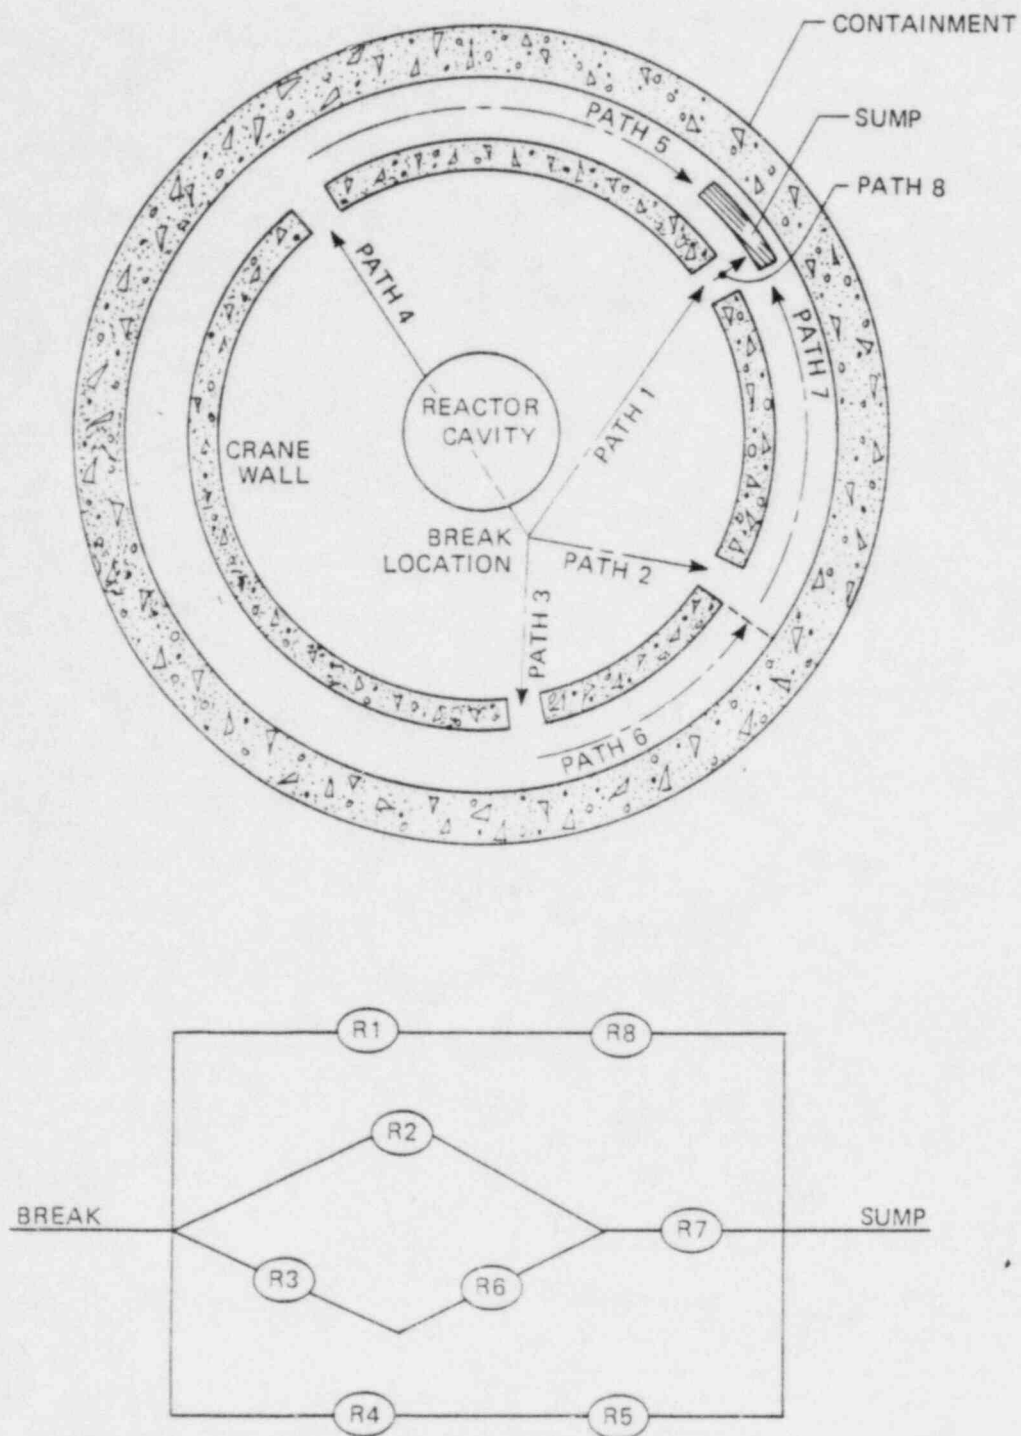 CONTAINMENT
SUMP
PATH 8
PATH 5
PATH 4
PATH 7
REACTOR
CAVITY
PATH 1
CRANE
WALL
BREAK
LOCATION
PATH 2
PATH 3
PATH 6
R1
R8
R2
BREAK
R7
SUMP
R3
R6
R4
R5